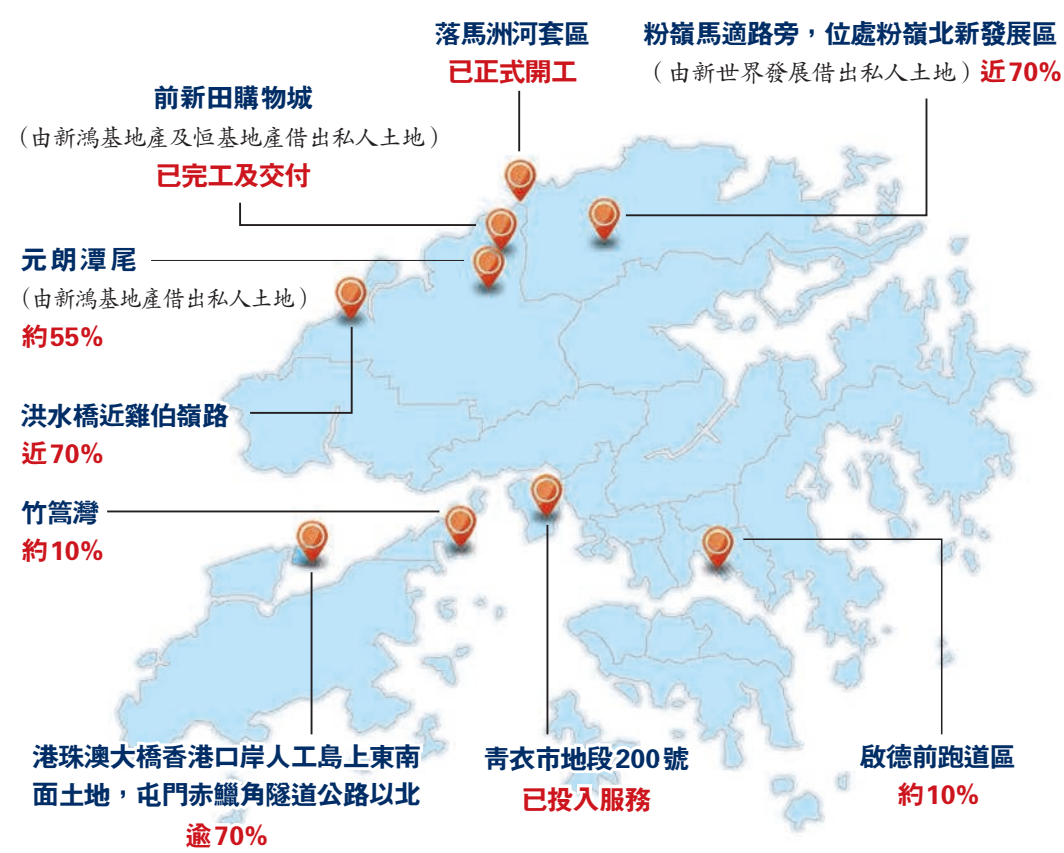 落馬洲河套區
已正式開工
粉嶺馬適路旁，位處粉嶺北新發展區
（由新世界發展借出私人土地）近70%
前新田購物城
（由新鴻基地產及恒基地產借出私人土地）
已完工及交付
元朗潭尾
（由新鴻基地產借出私人土地）
約55%
洪水橋近雞伯嶺路
近70%
竹篙灣
約10%
港珠澳大橋香港口岸人工島上東南
面土地，屯門赤鱲角隧道公路以北
逾70%
青衣市地段200號
已投入服務
啟德前跑道區
約10%